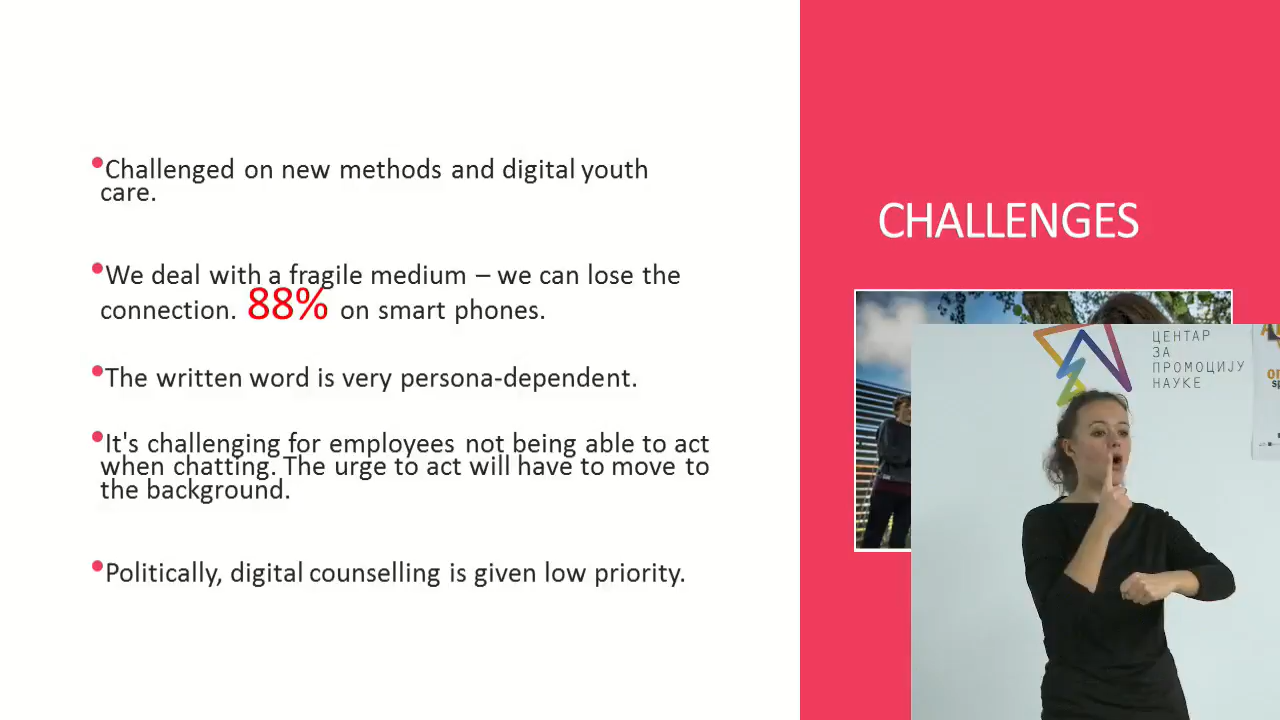 •Challenged on new methods and digital youth
care.
•We deal with a fragile medium – we can lose the
connection. 88% on smart phones.
•The written word is very persona-dependent.
•It's challenging for employees not being able to act
when chatting. The urge to act will have to move to
the background.
•Politically, digital counselling is given low priority.
CHALLENGES
ЦЕНТАР
ЗА
ПРОМОЦИЈУ
НАУКЕ